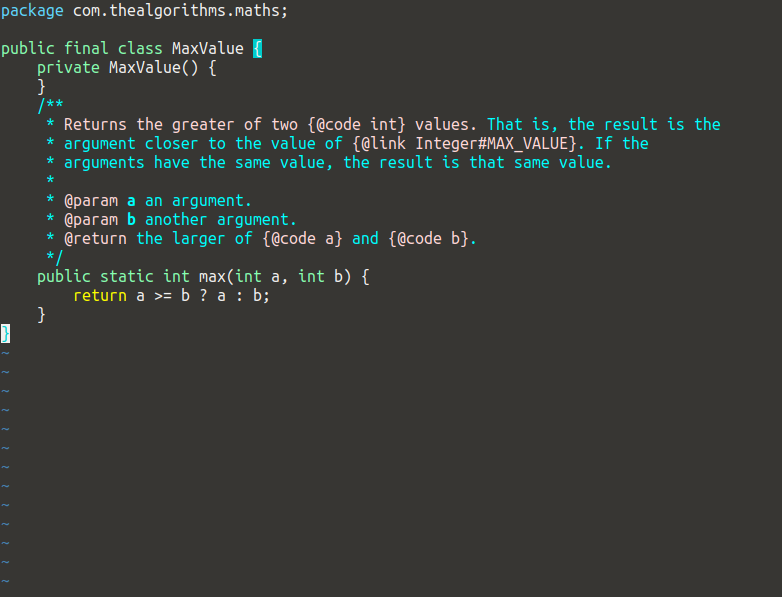 package com.thealgorithms.maths;

public final class MaxValue {
    private MaxValue() {
    }
    /**
     * Returns the greater of two {@code int} values. That is, the result is the
     * argument closer to the value of {@link Integer#MAX_VALUE}. If the
     * arguments have the same value, the result is that same value.
     *
     * @param a an argument.
     * @param b another argument.
     * @return the larger of {@code a} and {@code b}.
     */
    public static int max(int a, int b) {
        return a >= b ? a : b;
    }
}
~
~
~
~
~
~
~
~
~
~
~
~
~